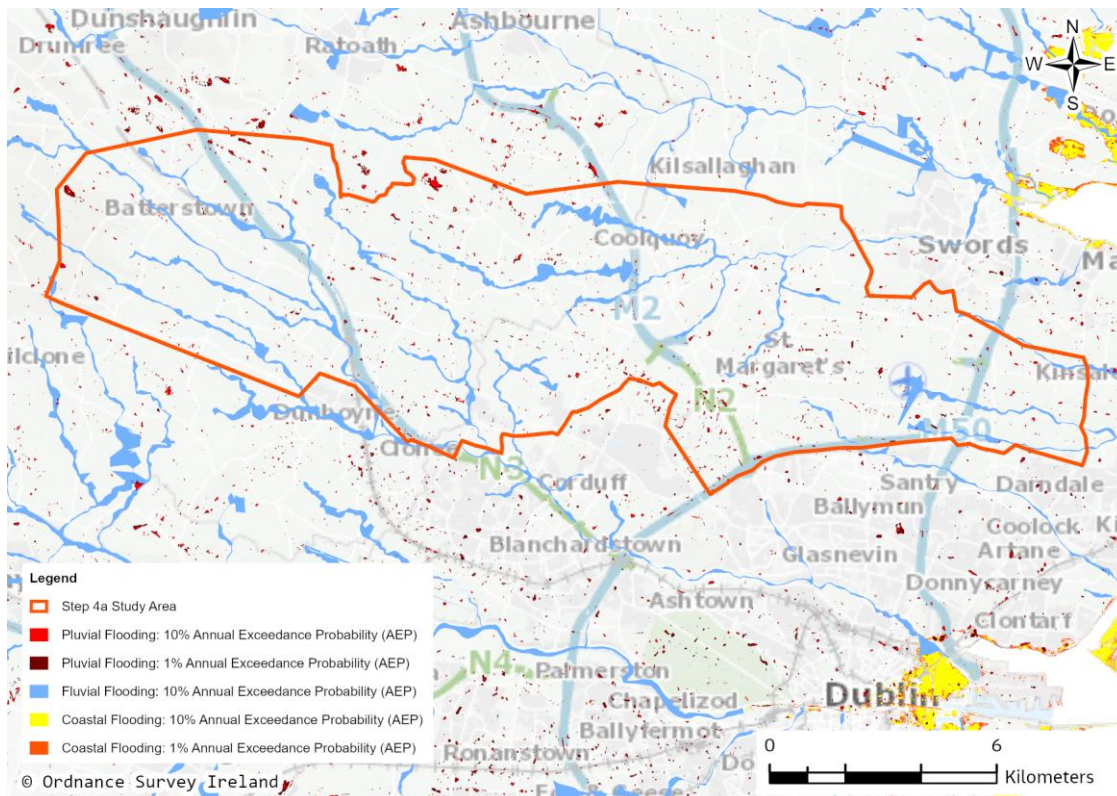 Dunshaughlin
Drumree
Ratoath
Ashbourne
N
W E
S
Kilsallaghan
Batterstown
Coolquoy
Swords
M2
St.
Margaret's
Dunboyne
N2
M50
N3
Corduff
Santry
Darndale
Ballymun
Coolock
Blanchardstown
Glasnevin
Artane
Donnycarney
Ashtown
Clontarf
N4
Palmerston
Chapelizod
Dublin
Ballyfermot
Ronanstown
Legend
Step 4a Study Area
Pluvial Flooding: 10% Annual Exceedance Probability (AEP)
Pluvial Flooding: 1% Annual Exceedance Probability (AEP)
Fluvial Flooding: 10% Annual Exceedance Probability (AEP)
Coastal Flooding: 10% Annual Exceedance Probability (AEP)
Coastal Flooding: 1% Annual Exceedance Probability (AEP)
© Ordnance Survey Ireland
0 6
Kilometers